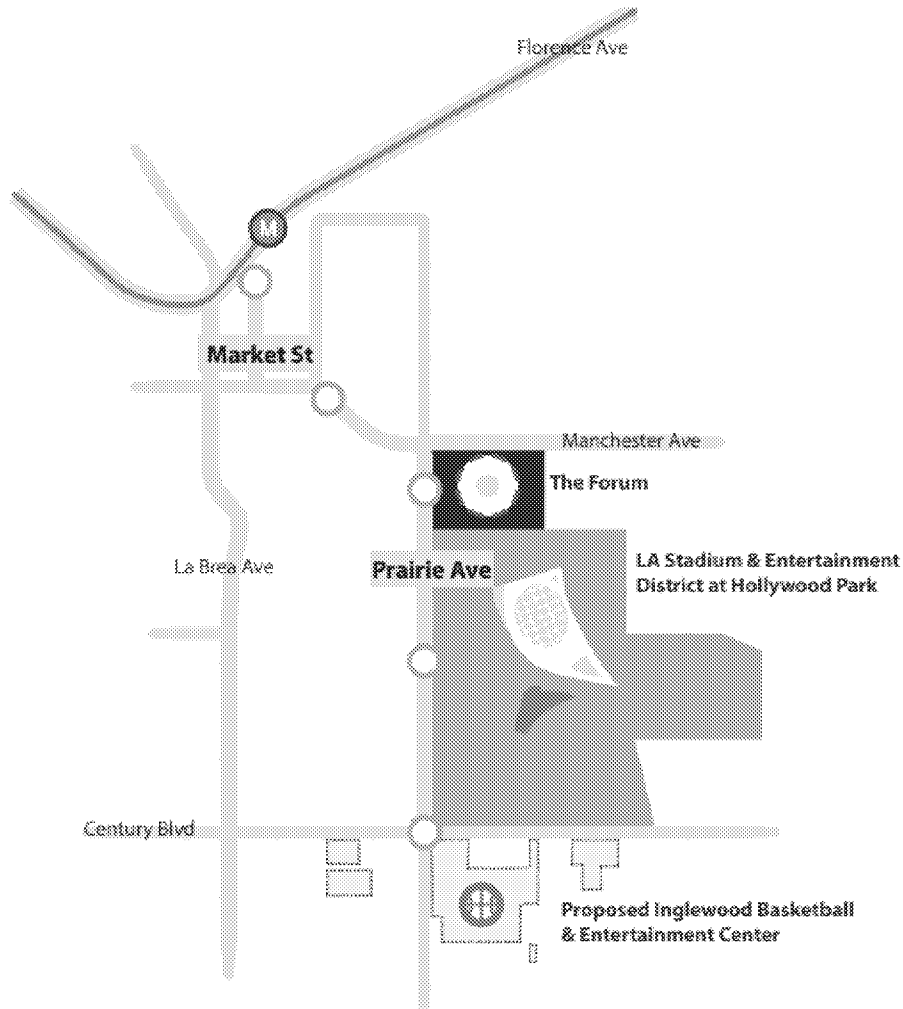 Florence Ave
M
Market St
Manchester Ave
The Forum
La Brea Ave
Prairie Ave
LA Stadium & Entertainment
District at Hollywood Park
Century Blvd
Proposed Inglewood Basketball
& Entertainment Center